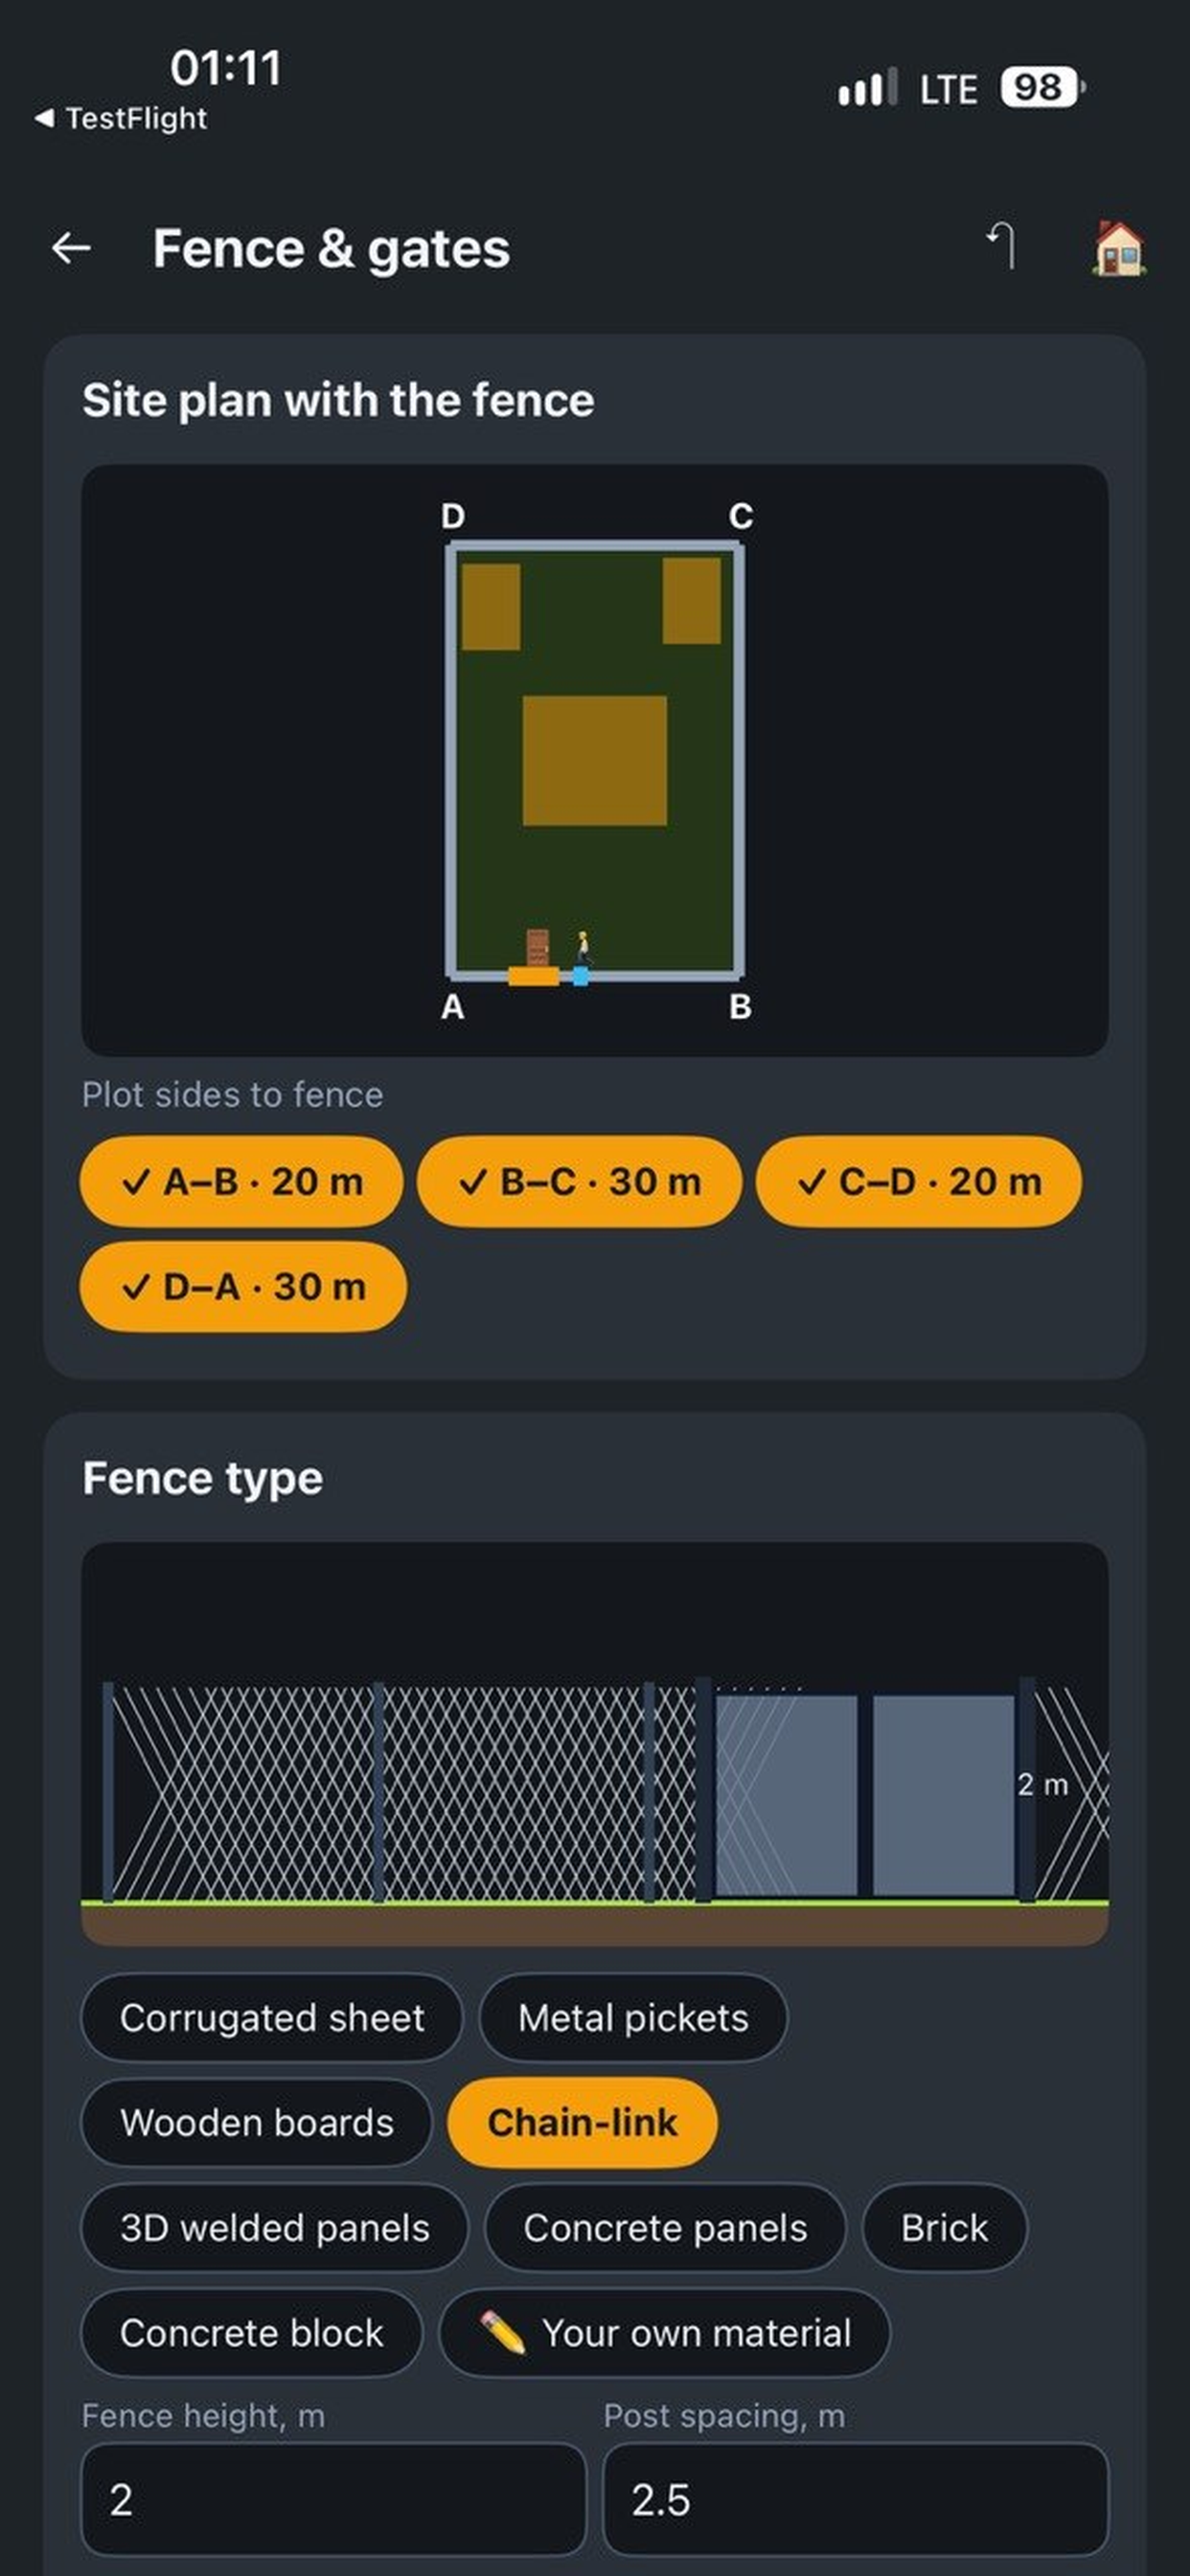 01:11
LTE 98
◀ TestFlight
← Fence & gates
Site plan with the fence
D C
A B
Plot sides to fence
✓ A–B · 20 m ✓ B–C · 30 m ✓ C–D · 20 m
✓ D–A · 30 m
Fence type
2 m
Corrugated sheet Metal pickets
Wooden boards Chain-link
3D welded panels Concrete panels Brick
Concrete block ✏️ Your own material
Fence height, m Post spacing, m
2 2.5